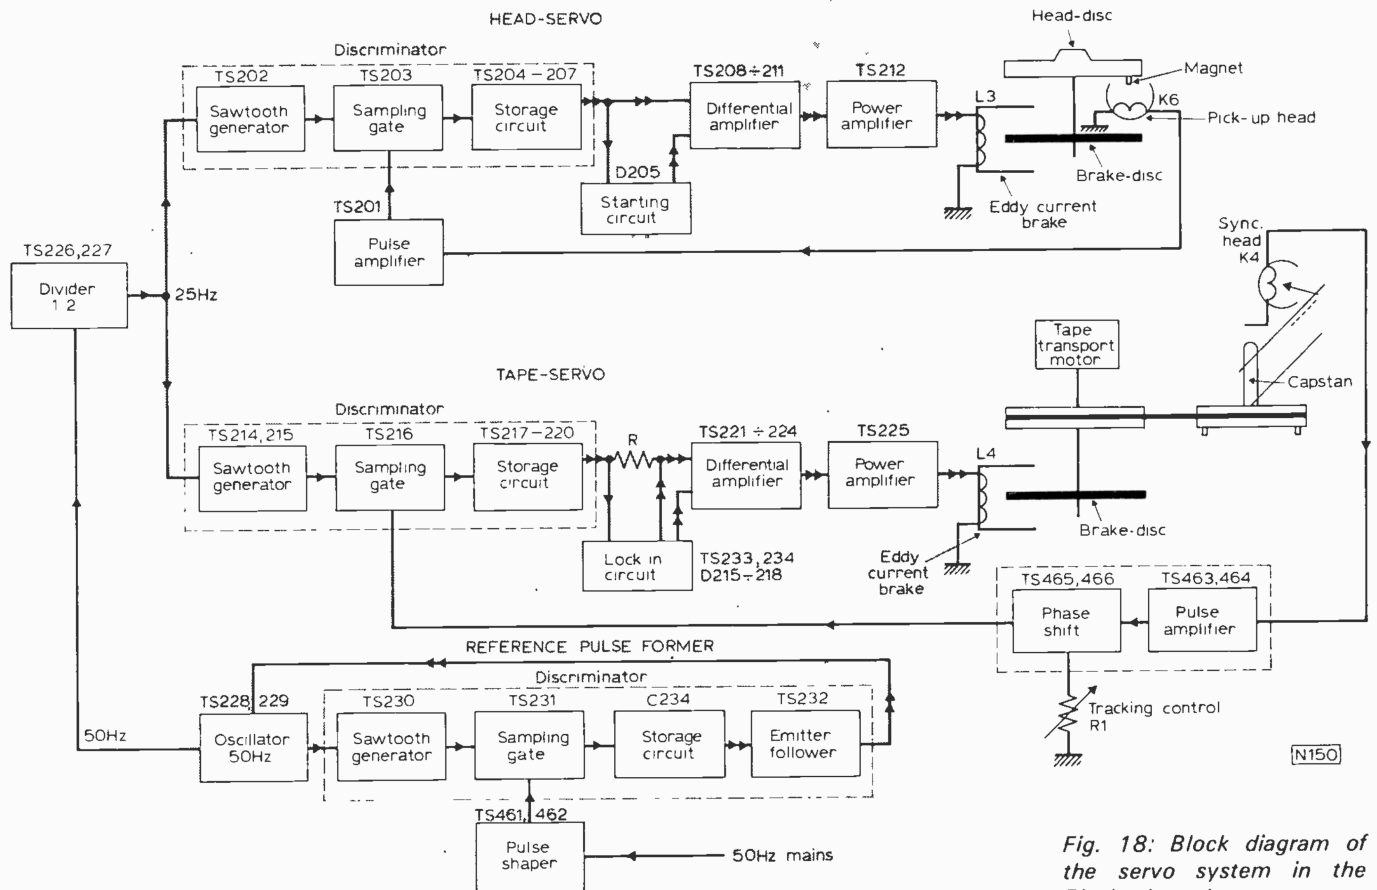 HEAD-SERVO
Head-disc
Discriminator
TS202
TS203
TS204-207
TS208÷211
TS212
L3
Magnet
K6
Pick-up head
Sawtooth
generator
Sampling
gate
Storage
circuit
Differential
amplifier
Power
amplifier
Brake-disc
D205
Starting
circuit
Eddy current
brake
TS201
Pulse
amplifier
Sync.
head
K4
TS226,227
Divider
1 2
25Hz
Tape
transport
motor
Capstan
TAPE-SERVO
Discriminator
TS214,215
TS216
TS217-220
R
TS221÷224
TS225
L4
Sawtooth
generator
Sampling
gate
Storage
circuit
Differential
amplifier
Power
amplifier
Brake-disc
Lock in
circuit
TS233,234
D215÷218
Eddy
current
brake
TS465,466
TS463,464
Phase
shift
Pulse
amplifier
REFERENCE PULSE FORMER
Discriminator
TS228,229
TS230
TS231
C234
TS232
Tracking control
R1
50Hz
Oscillator
50Hz
Sawtooth
generator
Sampling
gate
Storage
circuit
Emitter
follower
N150
TS461,462
Pulse
shaper
50Hz mains
Fig. 18: Block diagram of
the servo system in the